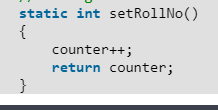 static int setRollNo()
{
    counter++;
    return counter;
}